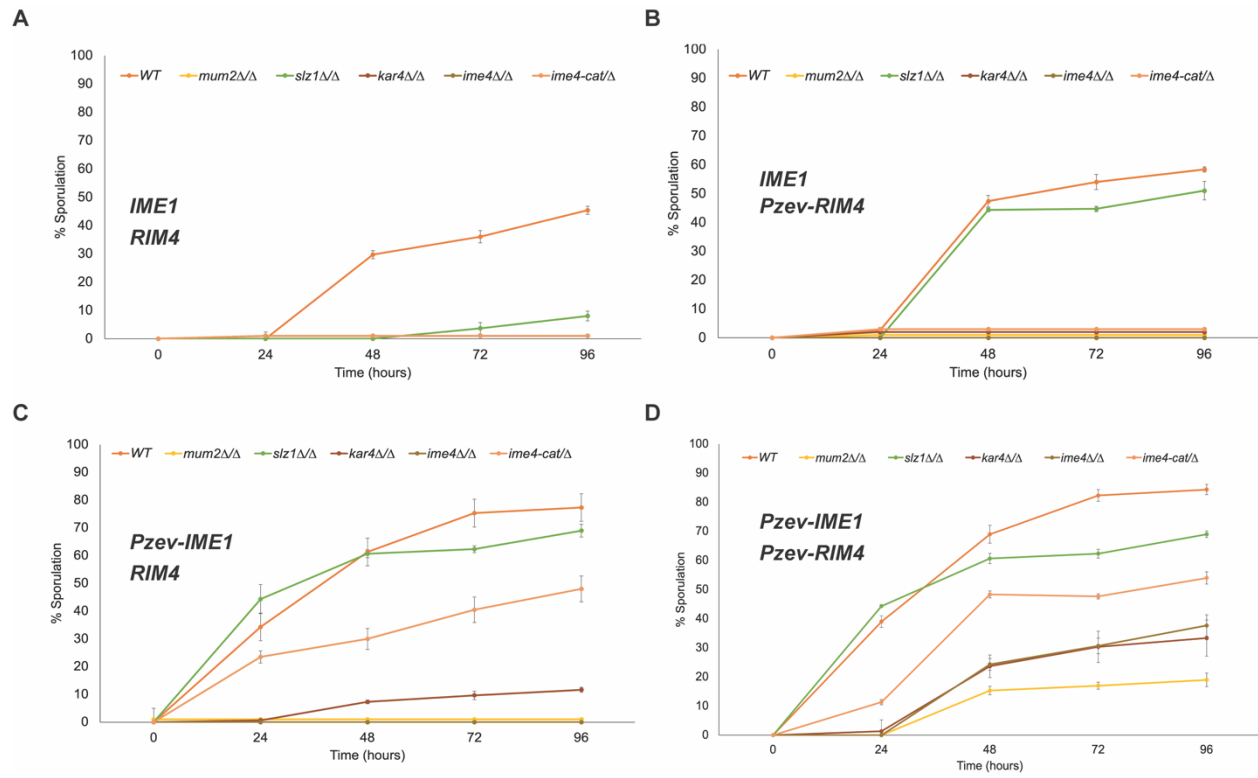 A
100
90
80
70
60
50
40
30
20
10
0
% Sporulation
WT mum2Δ/Δ slz1Δ/Δ kar4Δ/Δ ime4Δ/Δ ime4-cat/Δ
IME1
RIM4
0 24 48 72 96
Time (hours)
B
100
90
80
70
60
50
40
30
20
10
0
% Sporulation
WT mum2Δ/Δ slz1Δ/Δ kar4Δ/Δ ime4Δ/Δ ime4-cat/Δ
IME1
Pzev-RIM4
0 24 48 72 96
Time (hours)
C
100
90
80
70
60
50
40
30
20
10
0
% Sporulation
WT mum2Δ/Δ slz1Δ/Δ kar4Δ/Δ ime4Δ/Δ ime4-cat/Δ
Pzev-IME1
RIM4
0 24 48 72 96
Time (hours)
D
100
90
80
70
60
50
40
30
20
10
0
% Sporulation
WT mum2Δ/Δ slz1Δ/Δ kar4Δ/Δ ime4Δ/Δ ime4-cat/Δ
Pzev-IME1
Pzev-RIM4
0 24 48 72 96
Time (hours)